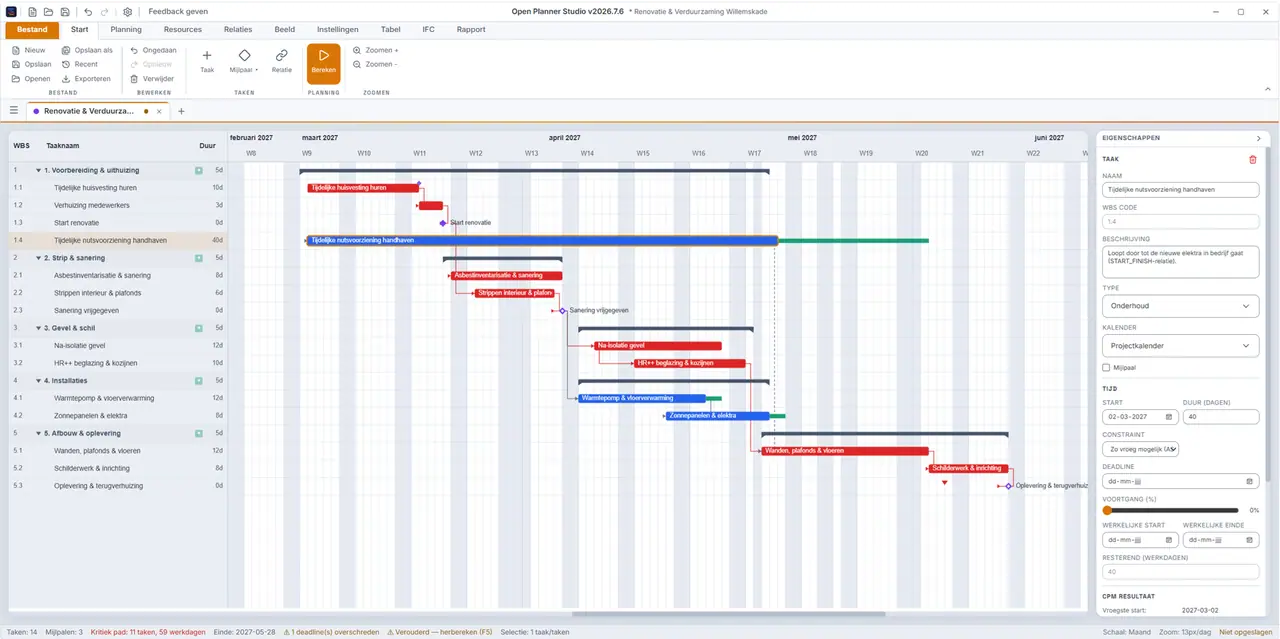 Feedback geven
Open Planner Studio v2026.7.6 * Renovatie & Verduurzaming Willemskade
Bestand Start Planning Resources Relaties Beeld Instellingen Tabel IFC Rapport
Nieuw Opslaan als Ongedaan Zoomen +
Opslaan Recent Opnieuw Taak Mijlpaal Relatie Bereken Zoomen -
Openen Exporteren Verwijder
BESTAND BEWERKEN TAKEN PLANNING ZOOMEN
Renovatie & Verduurza... × +
WBS Taaknaam Duur
februari 2027 maart 2027 april 2027 mei 2027 juni 2027
W8 W9 W10 W11 W12 W13 W14 W15 W16 W17 W18 W19 W20 W21 W22
1 1. Voorbereiding & uithuizing 5d
1.1 Tijdelijke huisvesting huren 10d Tijdelijke huisvesting huren
1.2 Verhuizing medewerkers 3d
1.3 Start renovatie 0d Start renovatie
1.4 Tijdelijke nutsvoorziening handhaven 40d Tijdelijke nutsvoorziening handhaven
2 2. Strip & sanering 5d
2.1 Asbestinventarisatie & sanering 8d Asbestinventarisatie & sanering
2.2 Strippen interieur & plafonds 6d Strippen interieur & plafon
2.3 Sanering vrijgegeven 0d Sanering vrijgegeven
3 3. Gevel & schil 5d
3.1 Na-isolatie gevel 12d Na-isolatie gevel
3.2 HR++ beglazing & kozijnen 10d HR++ beglazing & kozijnen
4 4. Installaties 5d
4.1 Warmtepomp & vloerverwarming 12d Warmtepomp & vloerverwarming
4.2 Zonnepanelen & elektra 8d Zonnepanelen & elektra
5 5. Afbouw & oplevering 5d
5.1 Wanden, plafonds & vloeren 12d Wanden, plafonds & vloeren
5.2 Schilderwerk & inrichting 8d Schilderwerk & inrichting
5.3 Oplevering & terugverhuizing 0d Oplevering & terugverhuiz
EIGENSCHAPPEN
TAAK
NAAM
Tijdelijke nutsvoorziening handhaven
WBS CODE
1.4
BESCHRIJVING
Loopt door tot de nieuwe elektra in bedrijf gaat
(START_FINISH-relatie).
TYPE
Onderhoud
KALENDER
Projectkalender
Mijlpaal
TIJD
START DUUR (DAGEN)
02-03-2027 40
CONSTRAINT
Zo vroeg mogelijk (AS
DEADLINE
dd-mm-jjjj
VOORTGANG (%)
0%
WERKELIJKE START WERKELIJKE EINDE
dd-mm-jjjj dd-mm-jjjj
RESTEREND (WERKDAGEN)
40
CPM RESULTAAT
Vroegste start: 2027-03-02
Taken: 14 Mijlpalen: 3 Kritiek pad: 11 taken, 59 werkdagen Einde: 2027-05-28 ⚠ 1 deadline(s) overschreden ⚠ Verouderd — herbereken (F5) Selectie: 1 taak/taken Schaal: Maand Zoom: 13px/dag Niet opgeslagen